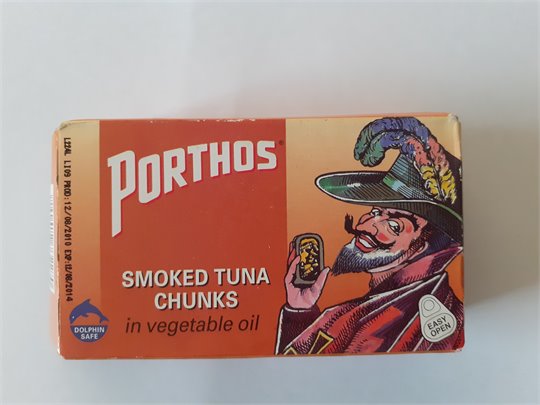 L129AL L109 PROD:12/08/2010 EXP:12/08/2014
PORTHOS®
SMOKED TUNA
CHUNKS
in vegetable oil
DOLPHIN
SAFE
EASY
OPEN